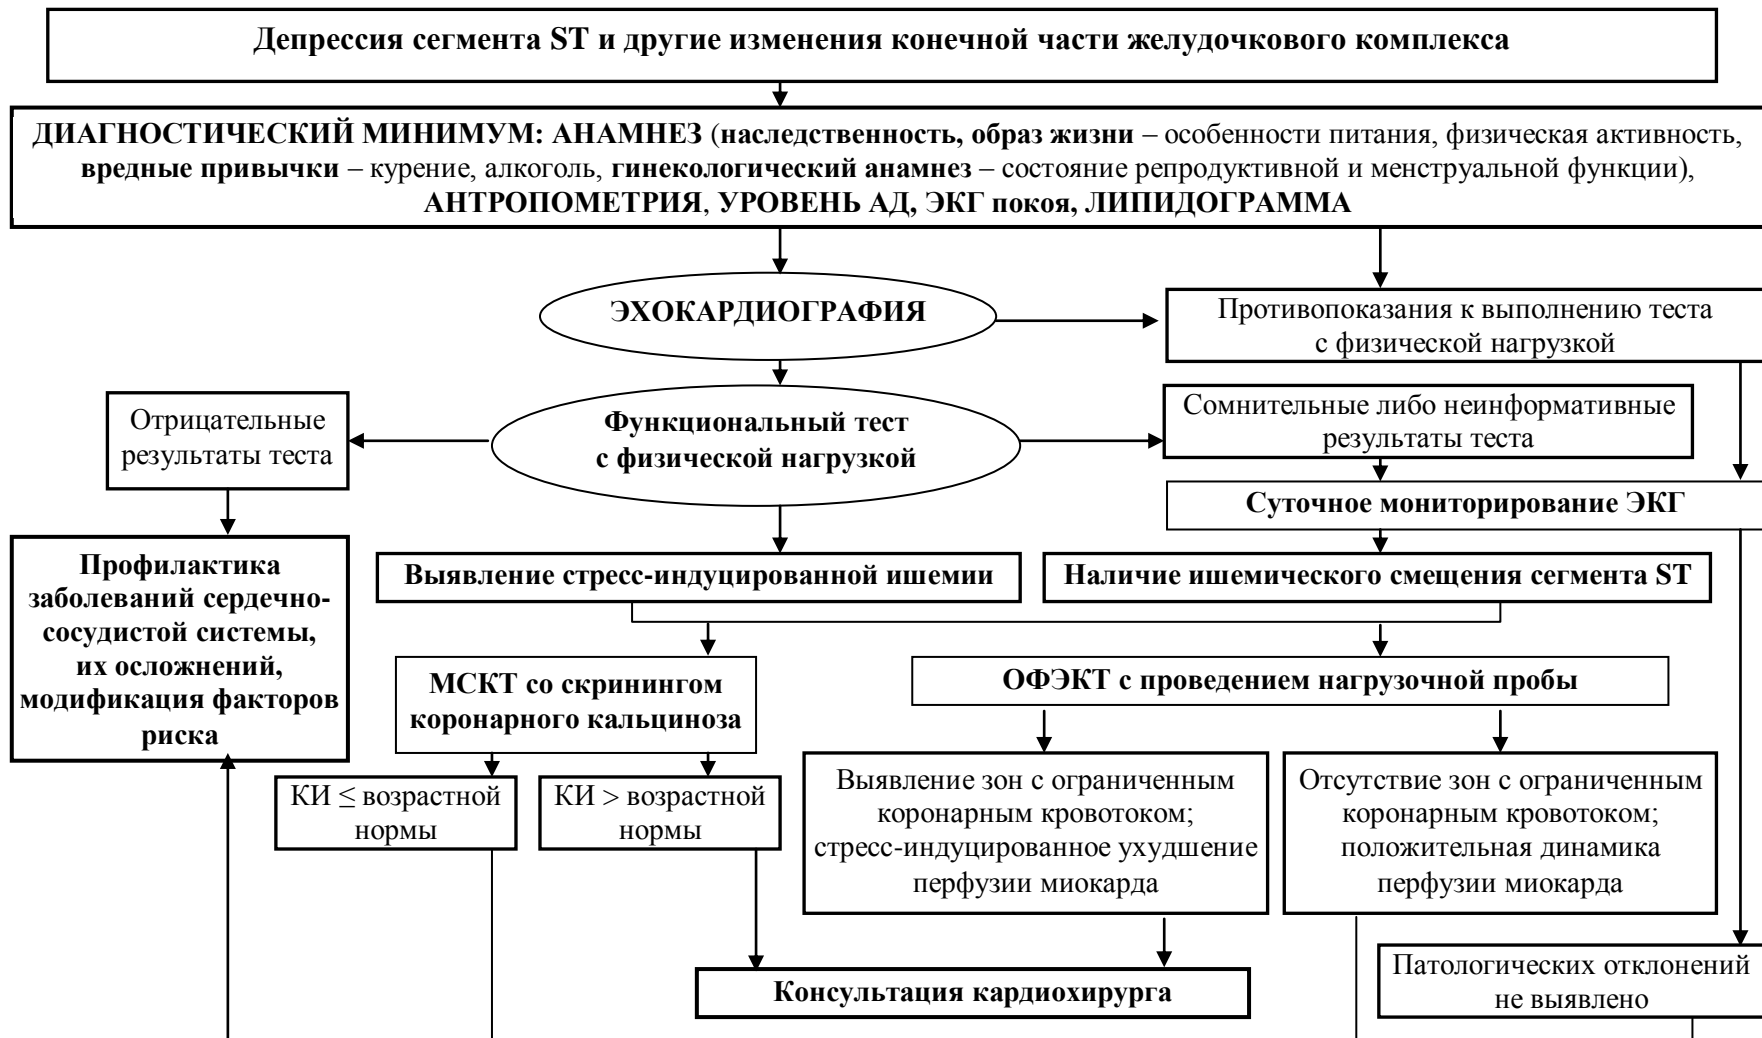 Депрессия сегмента ST и другие изменения конечной части желудочкового комплекса
ДИАГНОСТИЧЕСКИЙ МИНИМУМ: АНАМНЕЗ (наследственность, образ жизни – особенности питания, физическая активность,
вредные привычки – курение, алкоголь, гинекологический анамнез – состояние репродуктивной и менструальной функции),
АНТРОПОМЕТРИЯ, УРОВЕНЬ АД, ЭКГ покоя, ЛИПИДОГРАММА
ЭХОКАРДИОГРАФИЯ
Противопоказания к выполнению теста
с физической нагрузкой
Отрицательные
результаты теста
Функциональный тест
с физической нагрузкой
Сомнительные либо неинформативные
результаты теста
Суточное мониторирование ЭКГ
Профилактика
заболеваний сердечно-
сосудистой системы,
их осложнений,
модификация факторов
риска
Выявление стресс-индуцированной ишемии
Наличие ишемического смещения сегмента ST
МСКТ со скринингом
коронарного кальциноза
ОФЭКТ с проведением нагрузочной пробы
КИ ≤ возрастной
нормы
КИ > возрастной
нормы
Выявление зон с ограниченным
коронарным кровотоком;
стресс-индуцированное ухудшение
перфузии миокарда
Отсутствие зон с ограниченным
коронарным кровотоком;
положительная динамика
перфузии миокарда
Консультация кардиохирурга
Патологических отклонений
не выявлено